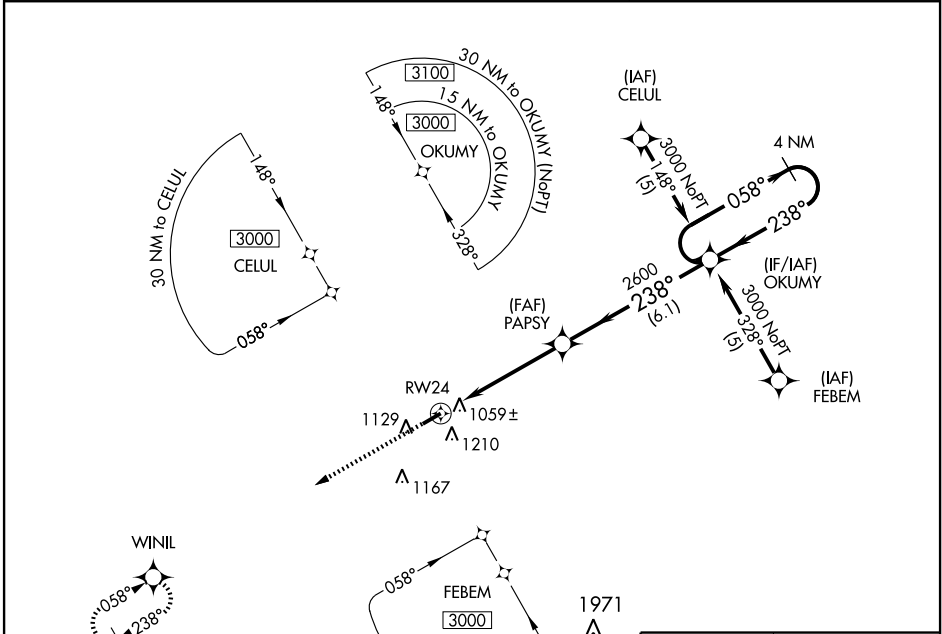 30 NM to OKUMY (NoPT)
3100
15 NM to OKUMY
148°
3000
OKUMY
328°
(IAF)
CELUL
4 NM
3000 NoPT
148°
(5)
058°
238°
30 NM to CELUL
148°
3000
CELUL
058°
(IF/IAF)
OKUMY
2600
238°
(6.1)
(FAF)
PAPSY
3000 NoPT
328°
(5)
(IAF)
FEBEM
RW24
1129
1059±
1210
1167
WINIL
058°
238°
058°
FEBEM
3000
1971